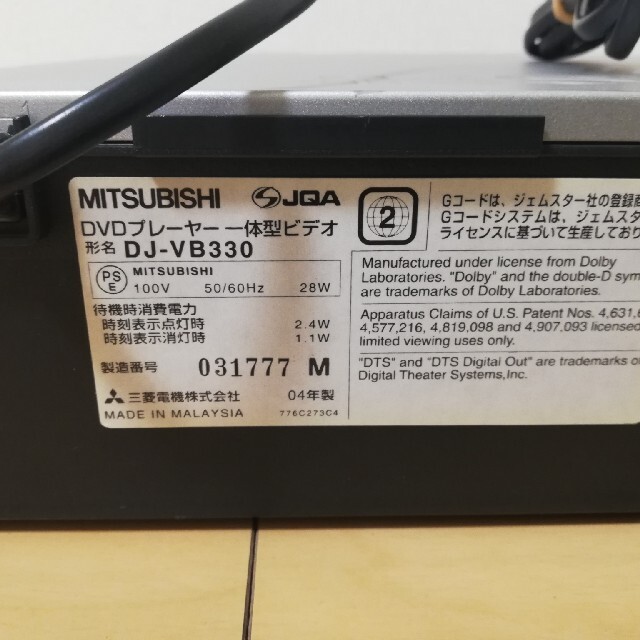 MITSUBISHI JQA
DVDプレーヤー 一体型ビデオ
形名 DJ-VB330
PS E MITSUBISHI
100V 50/60Hz 28W
待機時消費電力
時刻表示点灯時 2.4W
時刻表示消灯時 1.1W
製造番号 031777 M
三菱電機株式会社 04年製
MADE IN MALAYSIA 776C273C4
2
Gコードは、ジェムスター社の登録商
Gコードシステムは、ジェムスタ
ライセンスに基づいて生産しており
Manufactured under license from Dolby
Laboratories. "Dolby" and the double-D sym
are trademarks of Dolby Laboratories.
Apparatus Claims of U.S. Patent Nos. 4,631,6
4,577,216, 4,819,098 and 4,907,093 licensed
limited viewing uses only.
"DTS" and "DTS Digital Out" are trademarks o
Digital Theater Systems,Inc.